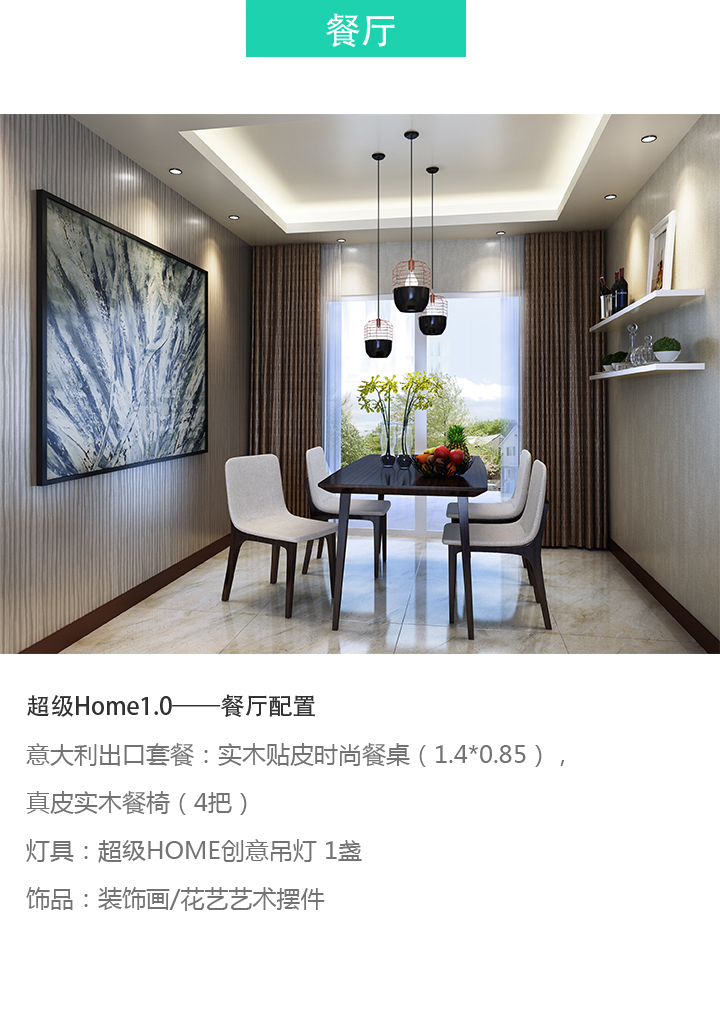 餐厅
超级Home1.0——餐厅配置
意大利出口套餐：实木贴皮时尚餐桌（1.4*0.85），
真皮实木餐椅（4把）
灯具：超级HOME创意吊灯 1盏
饰品：装饰画/花艺艺术摆件